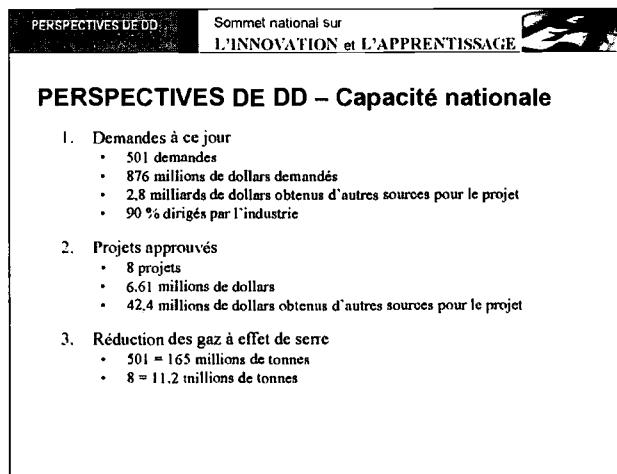 PERSPECTIVES DE DD
Sommet national sur
L'INNOVATION et L'APPRENTISSAGE
PERSPECTIVES DE DD – Capacité nationale
1. Demandes à ce jour
• 501 demandes
• 876 millions de dollars demandés
• 2,8 milliards de dollars obtenus d'autres sources pour le projet
• 90 % dirigés par l'industrie
2. Projets approuvés
• 8 projets
• 6.61 millions de dollars
• 42,4 millions de dollars obtenus d'autres sources pour le projet
3. Réduction des gaz à effet de serre
• 501 = 165 millions de tonnes
• 8 = 11,2 millions de tonnes